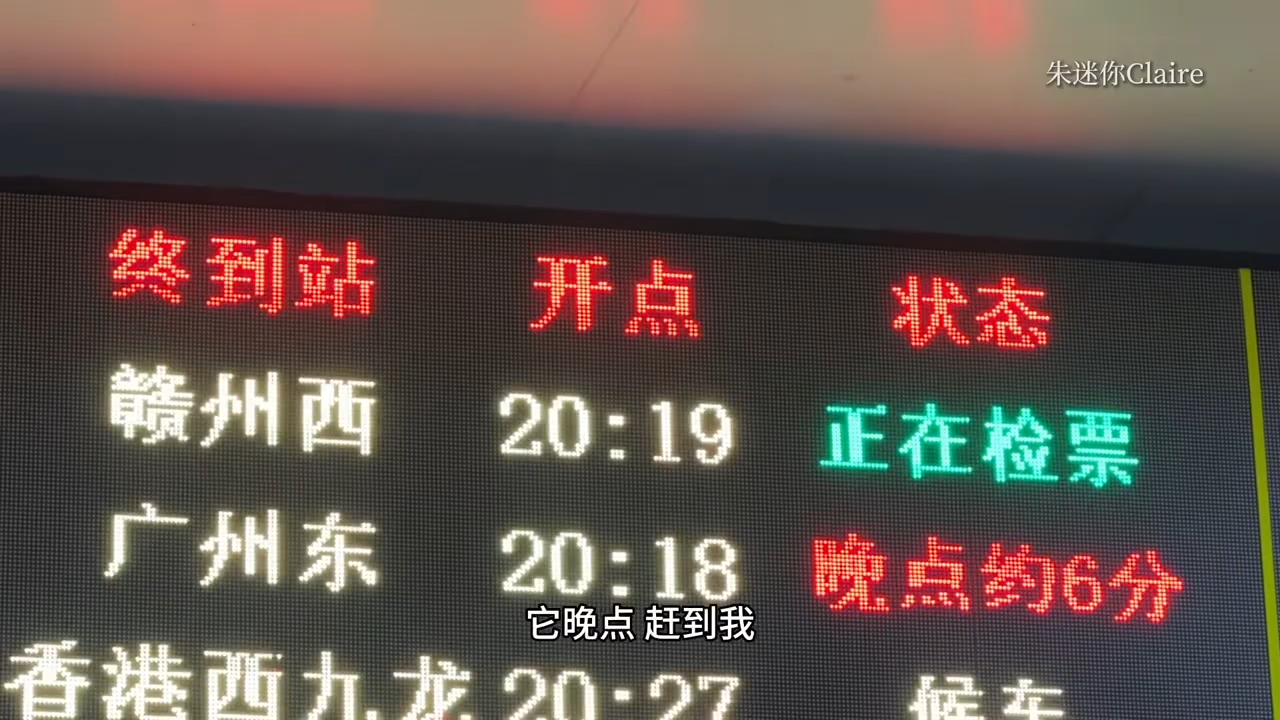 朱迷你Claire
终到站 开点 状态
赣州西 20:19 正在检票
广州东 20:18 晚点约6分
它晚点 赶到我
香港西九龙 20:27 候车